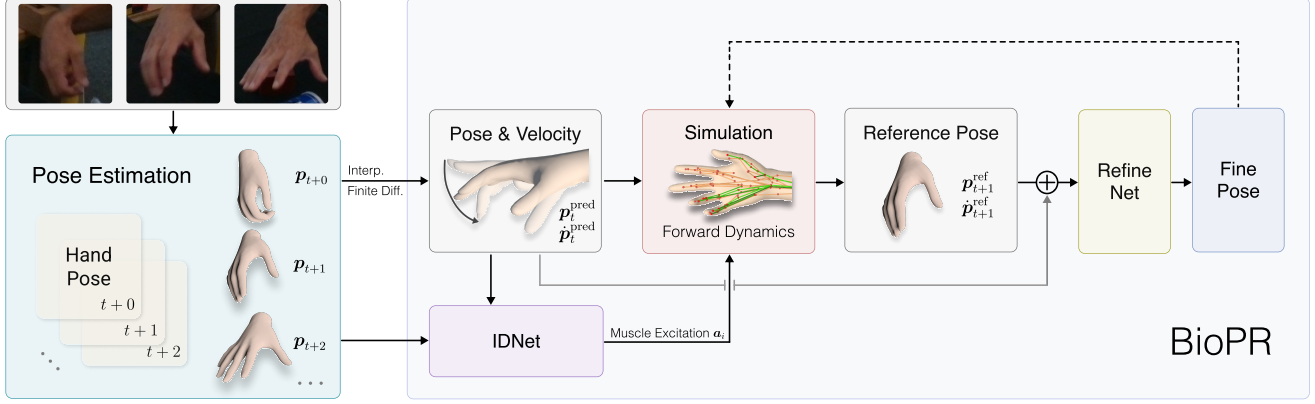 Pose Estimation
Hand
Pose
t + 0
t + 1
t + 2
p_{t+0}
p_{t+1}
p_{t+2}
Interp.
Finite Diff.
Pose & Velocity
p_t^{pred}
ṗ_t^{pred}
IDNet
Muscle Excitation a_i
Simulation
Forward Dynamics
Reference Pose
p_{t+1}^{ref}
ṗ_{t+1}^{ref}
Refine
Net
Fine
Pose
BioPR